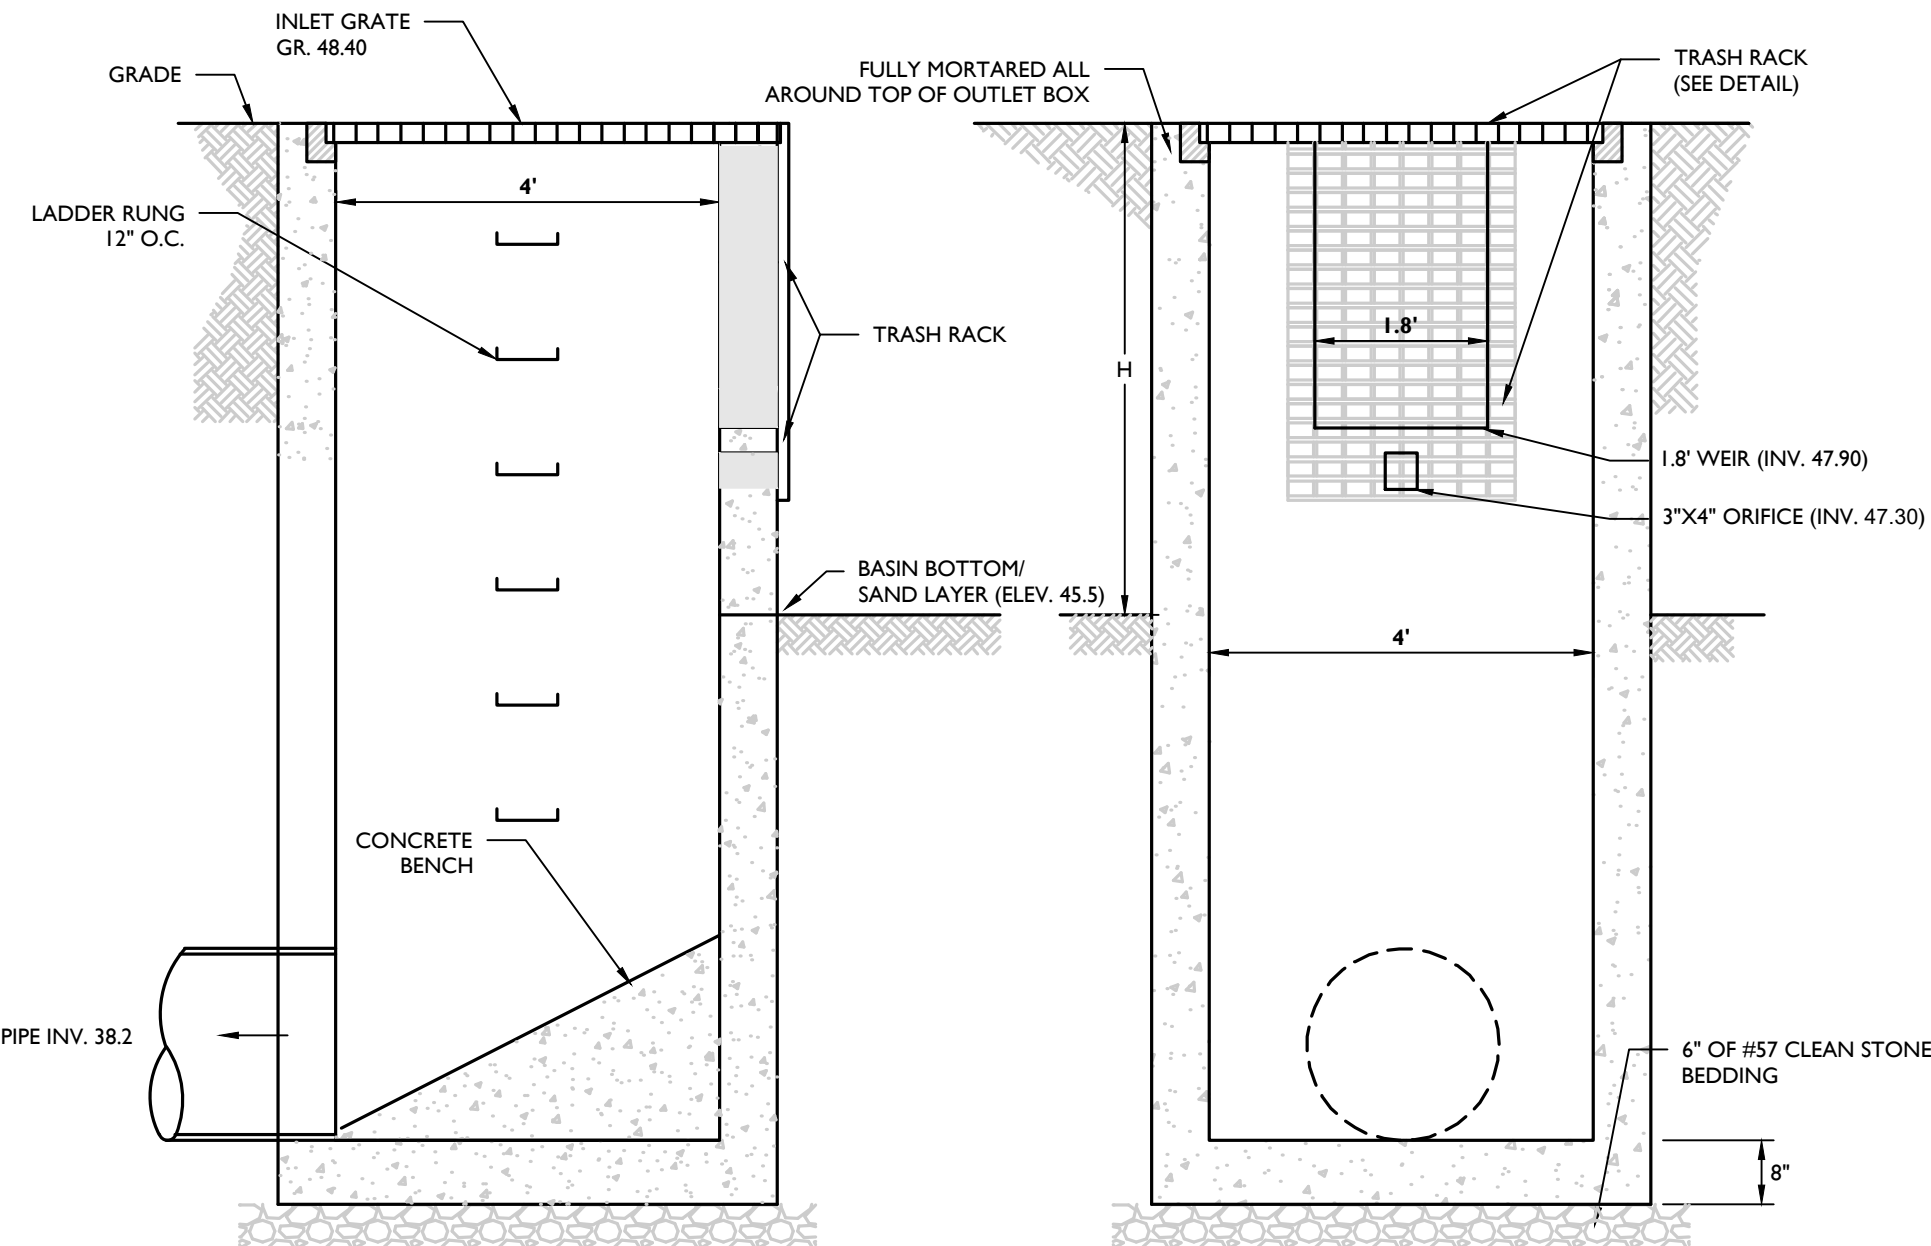 INLET GRATE
GR. 48.40
GRADE
FULLY MORTARED ALL
AROUND TOP OF OUTLET BOX
TRASH RACK
(SEE DETAIL)
4'
LADDER RUNG
12" O.C.
TRASH RACK
1.8'
H
1.8' WEIR (INV. 47.90)
3"X4" ORIFICE (INV. 47.30)
BASIN BOTTOM/
SAND LAYER (ELEV. 45.5)
4'
CONCRETE
BENCH
PIPE INV. 38.2
6" OF #57 CLEAN STONE
BEDDING
8"